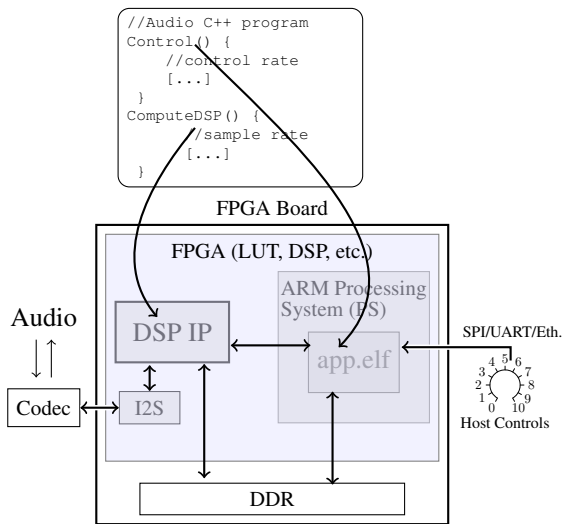 //Audio C++ program
Control() {
//control rate
[...]
}
ComputeDSP() {
//sample rate
[...]
}
FPGA Board
FPGA (LUT, DSP, etc.)
ARM Processing
System (PS)
DSP IP
app.elf
I2S
DDR
Audio
Codec
SPI/UART/Eth.
0
1
2
3
4
5
6
7
8
9
10
Host Controls